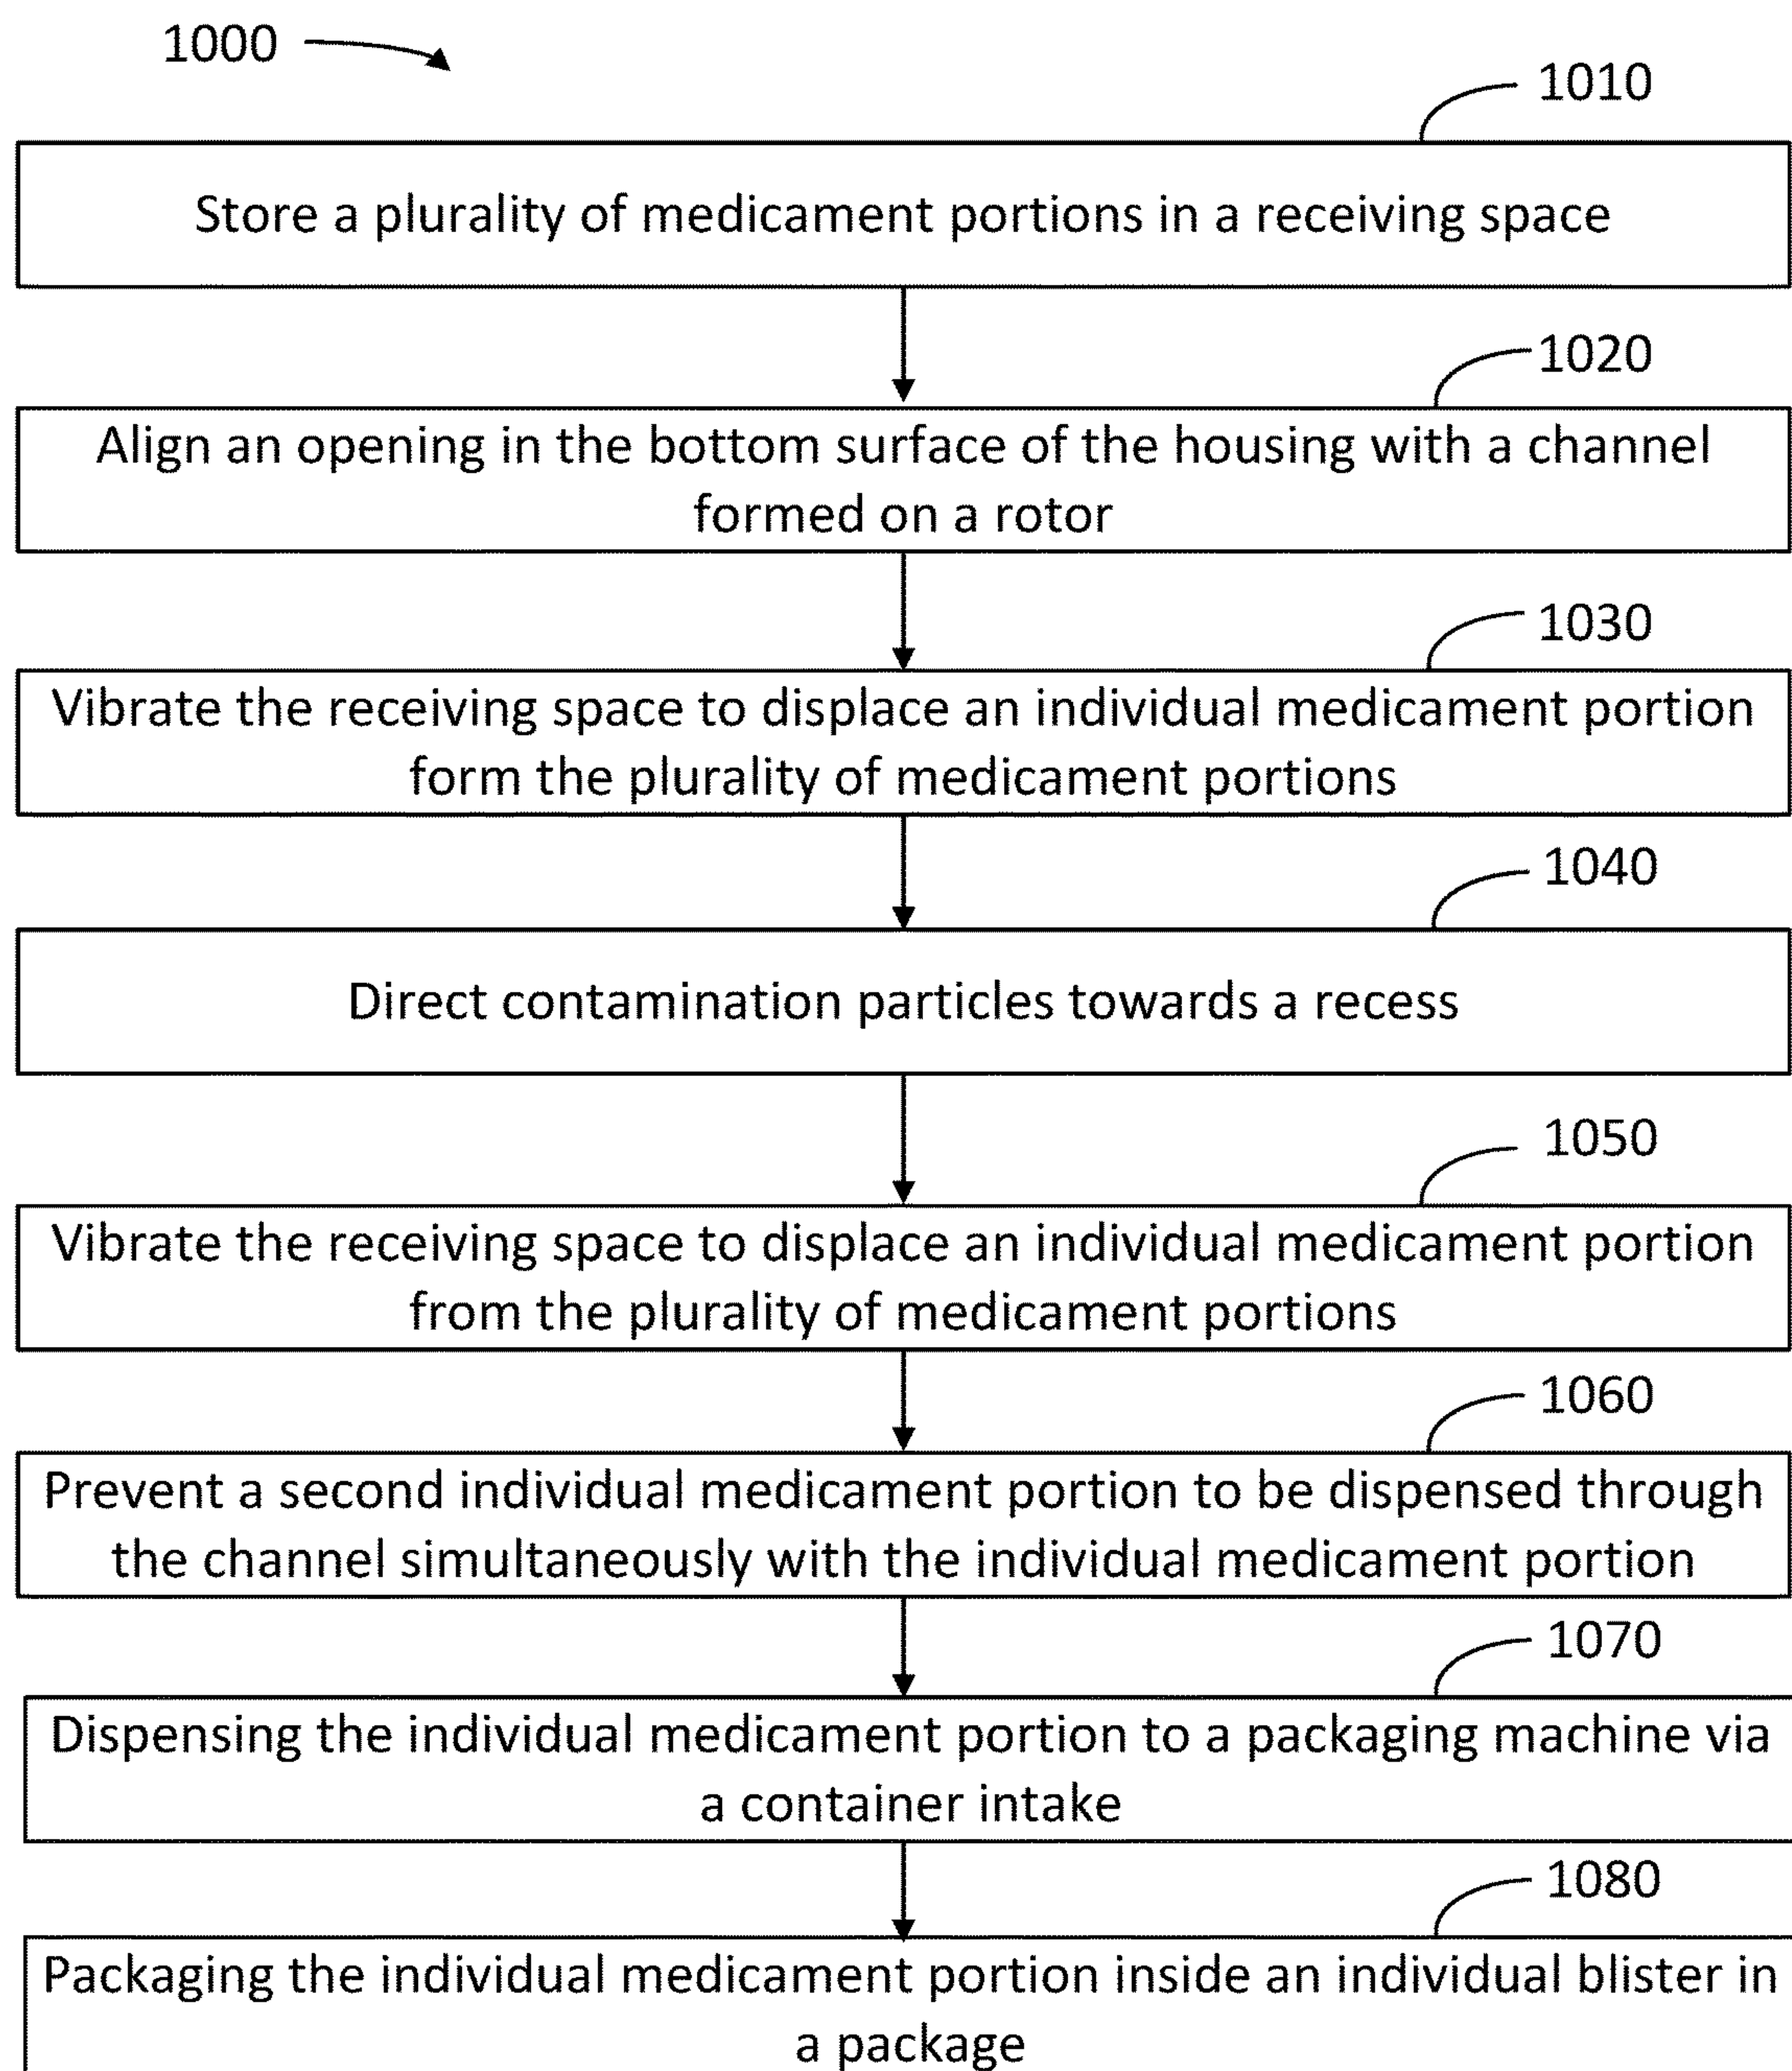 1000
1010
Store a plurality of medicament portions in a receiving space
1020
Align an opening in the bottom surface of the housing with a channel
formed on a rotor
1030
Vibrate the receiving space to displace an individual medicament portion
form the plurality of medicament portions
1040
Direct contamination particles towards a recess
1050
Vibrate the receiving space to displace an individual medicament portion
from the plurality of medicament portions
1060
Prevent a second individual medicament portion to be dispensed through
the channel simultaneously with the individual medicament portion
1070
Dispensing the individual medicament portion to a packaging machine via
a container intake
1080
Packaging the individual medicament portion inside an individual blister in
a package